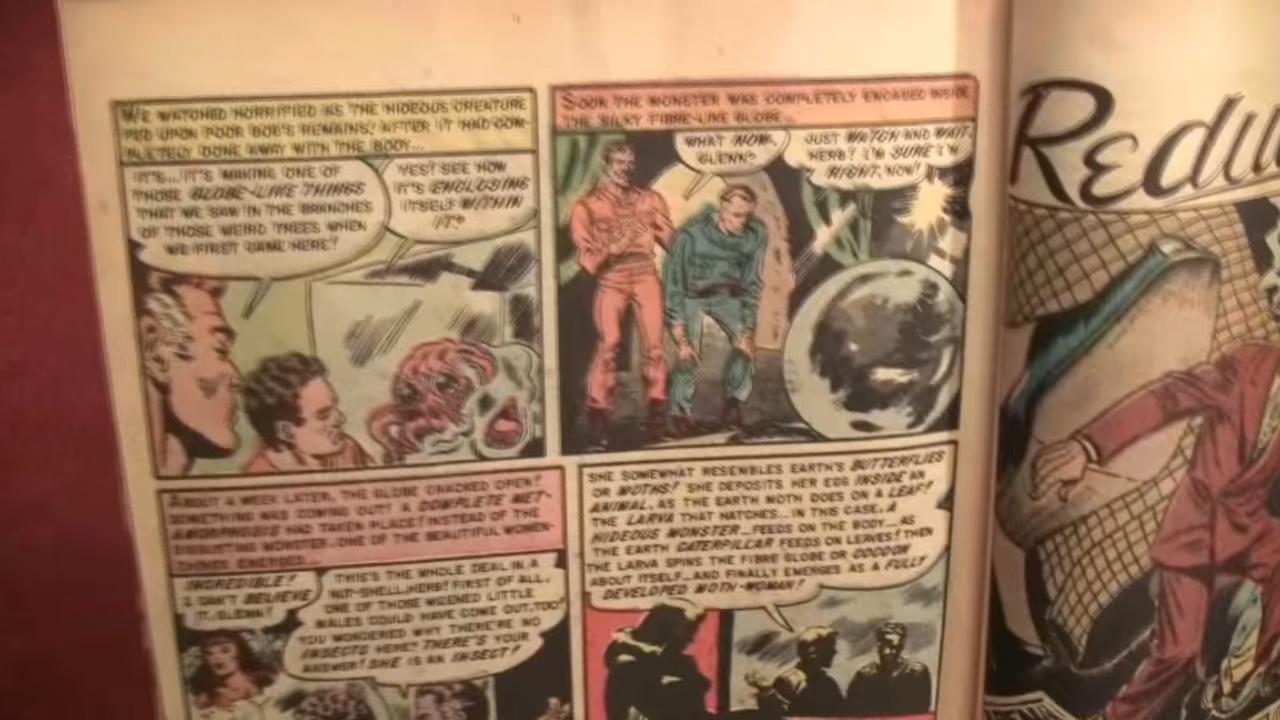 WE WATCHED HORRIFIED AS THE HIDEOUS CREATURE
FED UPON POOR BOB'S REMAINS! AFTER IT HAD COM-
PLETELY DONE AWAY WITH THE BODY...
IT'S... IT'S MAKING ONE OF
THOSE GLOBE-LIKE THINGS
THAT WE SAW IN THE BRANCHES
OF THOSE WEIRD TREES WHEN
WE FIRST CAME HERE!
YES! SEE HOW
IT'S ENCLOSING
ITSELF WITHIN
IT?
SOON THE MONSTER WAS COMPLETELY ENCASED INSIDE
THE SILKY FIBRE-LIKE GLOBE...
WHAT NOW,
GLENN?
JUST WATCH AND WAIT,
HERB! I'M SURE I'M
RIGHT, NOW!
ABOUT A WEEK LATER, THE GLOBE CRACKED OPEN!
SOMETHING WAS COMING OUT! A COMPLETE MET-
AMORPHOSIS HAD TAKEN PLACE! INSTEAD OF THE
DISGUSTING MONSTER... ONE OF THE BEAUTIFUL WOMEN-
THINGS EMERGED...
INCREDIBLE!
I CAN'T BELIEVE
IT, GLENN!
THIS'S THE WHOLE DEAL IN A
NUT-SHELL, HERB! FIRST OF ALL,
ONE OF THOSE WIZENED LITTLE
MALES COULD HAVE COME OUT, TOO!
YOU WONDERED WHY THERE'RE NO
INSECTS HERE? THERE'S YOUR
ANSWER! SHE IS AN INSECT!
SHE SOMEWHAT RESEMBLES EARTH'S BUTTERFLIES
OR MOTHS! SHE DEPOSITS HER EGG INSIDE AN
ANIMAL, AS THE EARTH MOTH DOES ON A LEAF!
THE LARVA THAT HATCHES... IN THIS CASE, A
HIDEOUS MONSTER... FEEDS ON THE BODY... AS
THE EARTH CATERPILLAR FEEDS ON LEAVES! THEN
THE LARVA SPINS THE FIBRE GLOBE OR COCOON
ABOUT ITSELF... AND FINALLY EMERGES AS A FULLY
DEVELOPED MOTH-WOMAN!